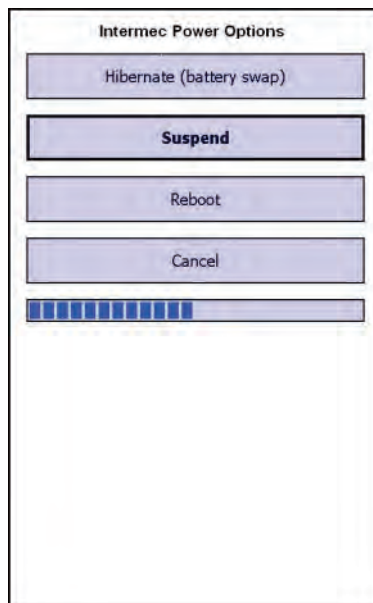 Intermec Power Options
Hibernate (battery swap)
Suspend
Reboot
Cancel